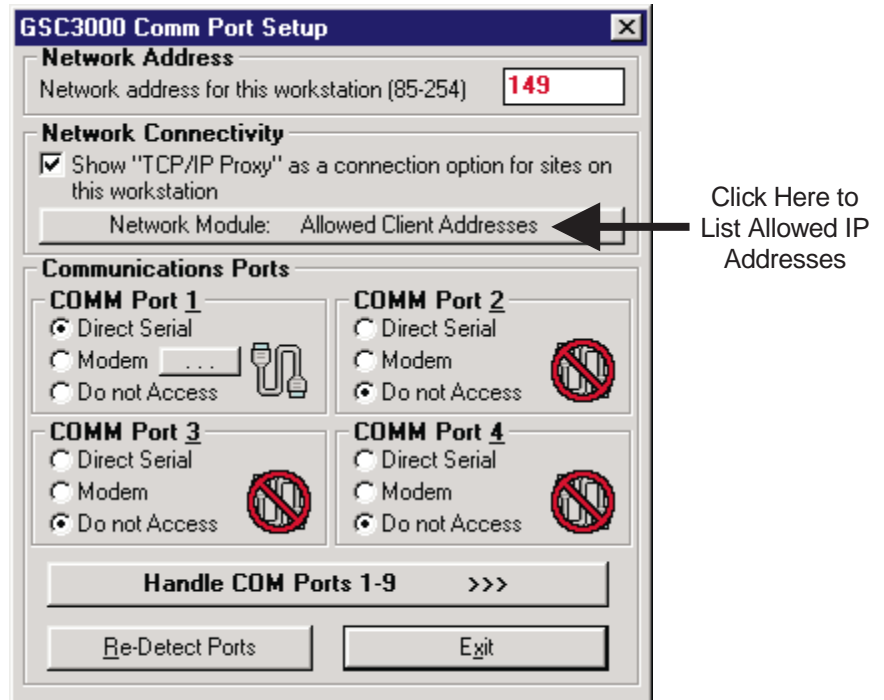 GSC3000 Comm Port Setup
Network Address
Network address for this workstation (85-254)
149
Network Connectivity
Show "TCP/IP Proxy" as a connection option for sites on
this workstation
Network Module: Allowed Client Addresses
Click Here to
List Allowed IP
Addresses
Communications Ports
COMM Port 1
Direct Serial
Modem
...
Do not Access
COMM Port 2
Direct Serial
Modem
Do not Access
COMM Port 3
Direct Serial
Modem
Do not Access
COMM Port 4
Direct Serial
Modem
Do not Access
Handle COM Ports 1-9 >>>
Re-Detect Ports
Exit